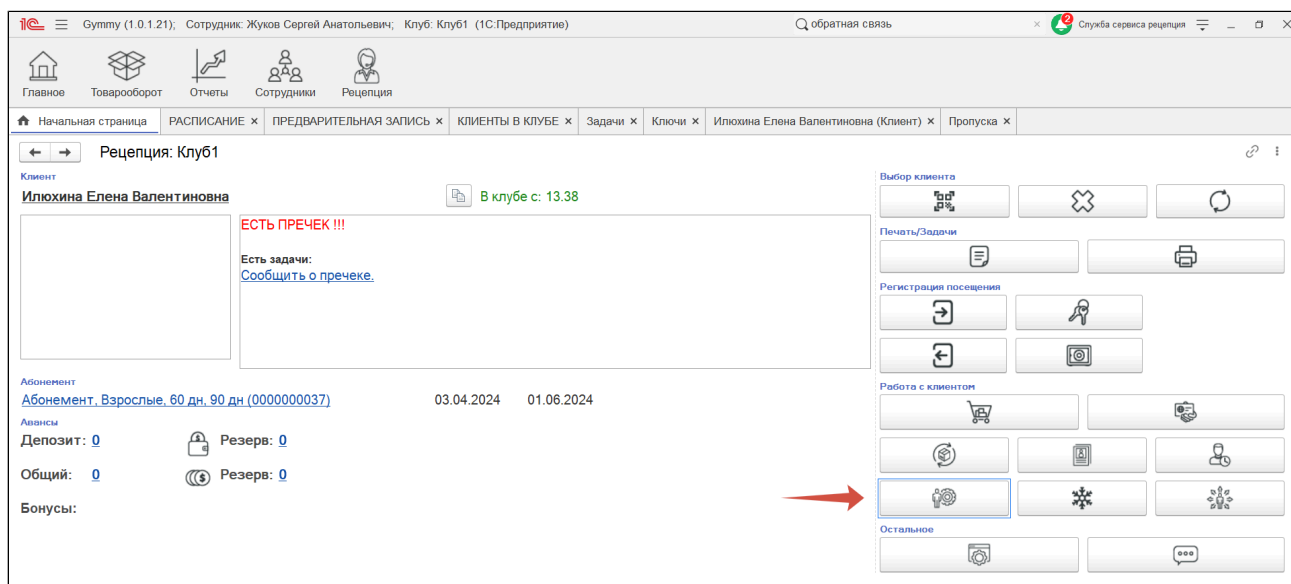 1С Gymmy (1.0.1.21); Сотрудник: Жуков Сергей Анатольевич; Клуб: Клуб1 (1С:Предприятие) обратная связь × 2 Служба сервиса рецепция
Главное Товарооборот Отчеты Сотрудники Рецепция
Начальная страница РАСПИСАНИЕ × ПРЕДВАРИТЕЛЬНАЯ ЗАПИСЬ × КЛИЕНТЫ В КЛУБЕ × Задачи × Ключи × Илюхина Елена Валентиновна (Клиент) × Пропуска ×
Рецепция: Клуб1
Клиент
Илюхина Елена Валентиновна В клубе с: 13.38
ЕСТЬ ПРЕЧЕК !!!
Есть задачи:
Сообщить о пречеке.
Абонемент
Абонемент, Взрослые, 60 дн, 90 дн (0000000037) 03.04.2024 01.06.2024
Авансы
Депозит: 0 Резерв: 0
Общий: 0 Резерв: 0
Бонусы:
Выбор клиента
Печать/Задачи
Регистрация посещения
Работа с клиентом
Остальное